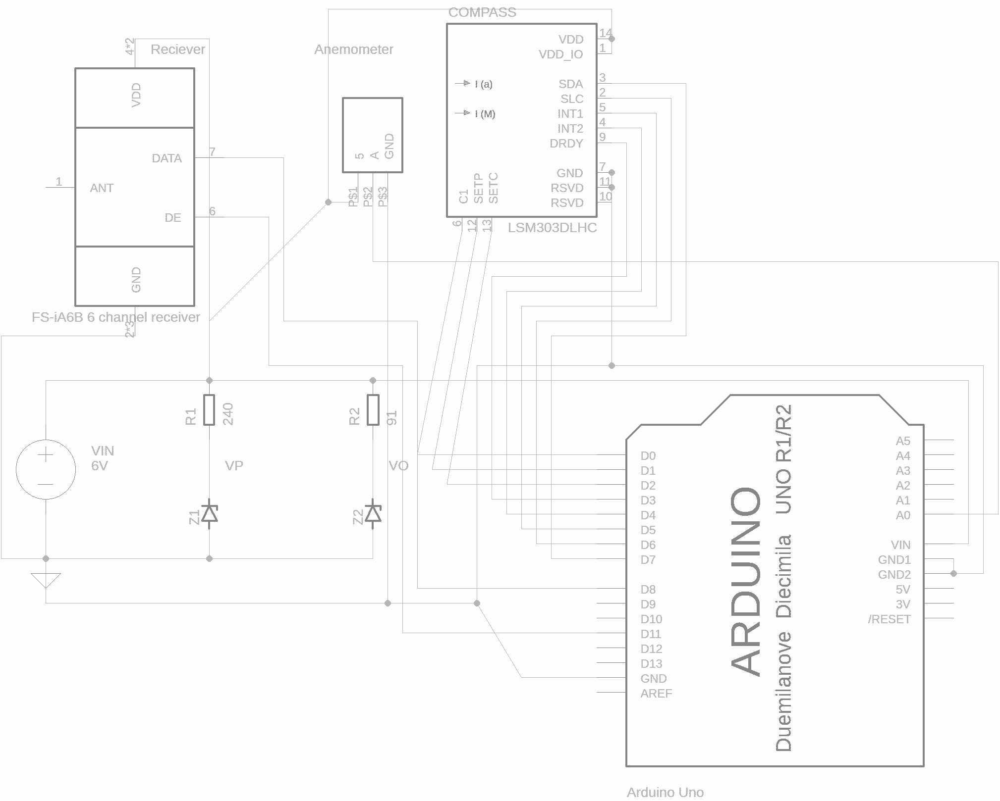 COMPASS
4*2
Reciever
VDD
DATA
7
1
ANT
DE
6
GND
FS-iA6B 6 channel receiver
2*3
Anemometer
5
A
GND
P$1
P$2
P$3
VDD
14
VDD_IO
1
I (a)
SDA
3
SLC
2
I (M)
INT1
5
INT2
4
DRDY
9
GND
7
RSVD
11
RSVD
10
C1
SETP
SETC
6
12
13
LSM303DLHC
VIN
6V
R1
240
VP
Z1
R2
91
VO
Z2
D0
D1
D2
D3
D4
D5
D6
D7
D8
D9
D10
D11
D12
D13
GND
AREF
ARDUINO
Duemilanove Diecimila UNO R1/R2
A5
A4
A3
A2
A1
A0
VIN
GND1
GND2
5V
3V
/RESET
Arduino Uno